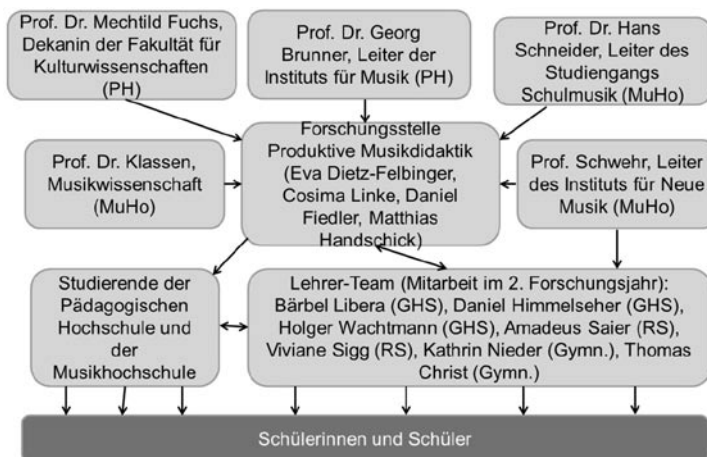 Prof. Dr. Mechtild Fuchs,
Dekanin der Fakultät für
Kulturwissenschaften
(PH)
Prof. Dr. Georg
Brunner, Leiter der
Instituts für Musik (PH)
Prof. Dr. Hans
Schneider, Leiter des
Studiengangs
Schulmusik (MuHo)
Prof. Dr. Klassen,
Musikwissenschaft
(MuHo)
Forschungsstelle
Produktive Musikdidaktik
(Eva Dietz-Felbinger,
Cosima Linke, Daniel
Fiedler, Matthias
Handschick)
Prof. Schwehr, Leiter
des Instituts für Neue
Musik (MuHo)
Studierende der
Pädagogischen
Hochschule und
der
Musikhochschule
Lehrer-Team (Mitarbeit im 2. Forschungsjahr):
Bärbel Libera (GHS), Daniel Himmelseher (GHS),
Holger Wachtmann (GHS), Amadeus Saier (RS),
Viviane Sigg (RS), Kathrin Nieder (Gymn.), Thomas
Christ (Gymn.)
Schülerinnen und Schüler